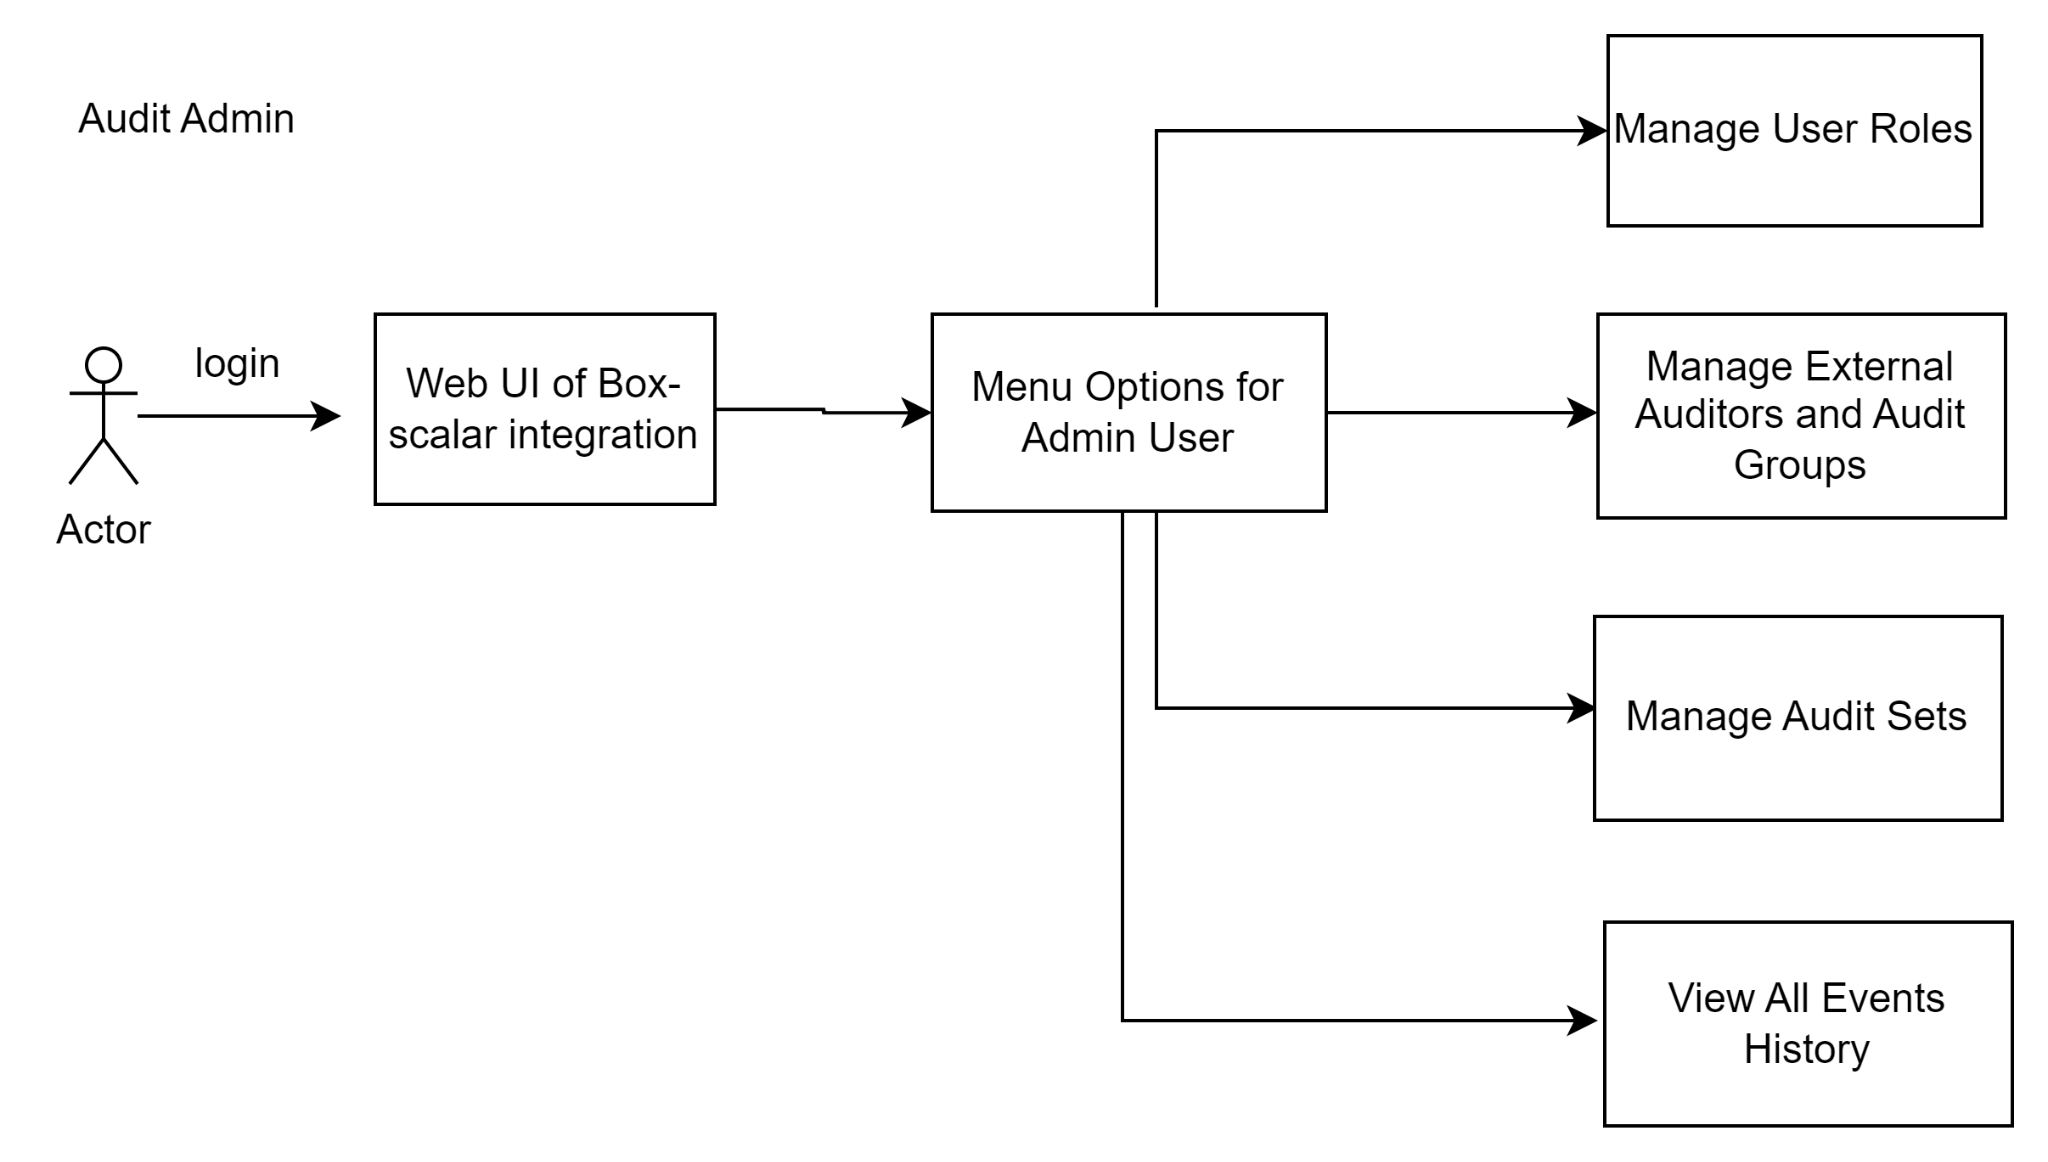 Audit Admin
Manage User Roles
login
Actor
Web UI of Box-
scalar integration
Menu Options for
Admin User
Manage External
Auditors and Audit
Groups
Manage Audit Sets
View All Events
History